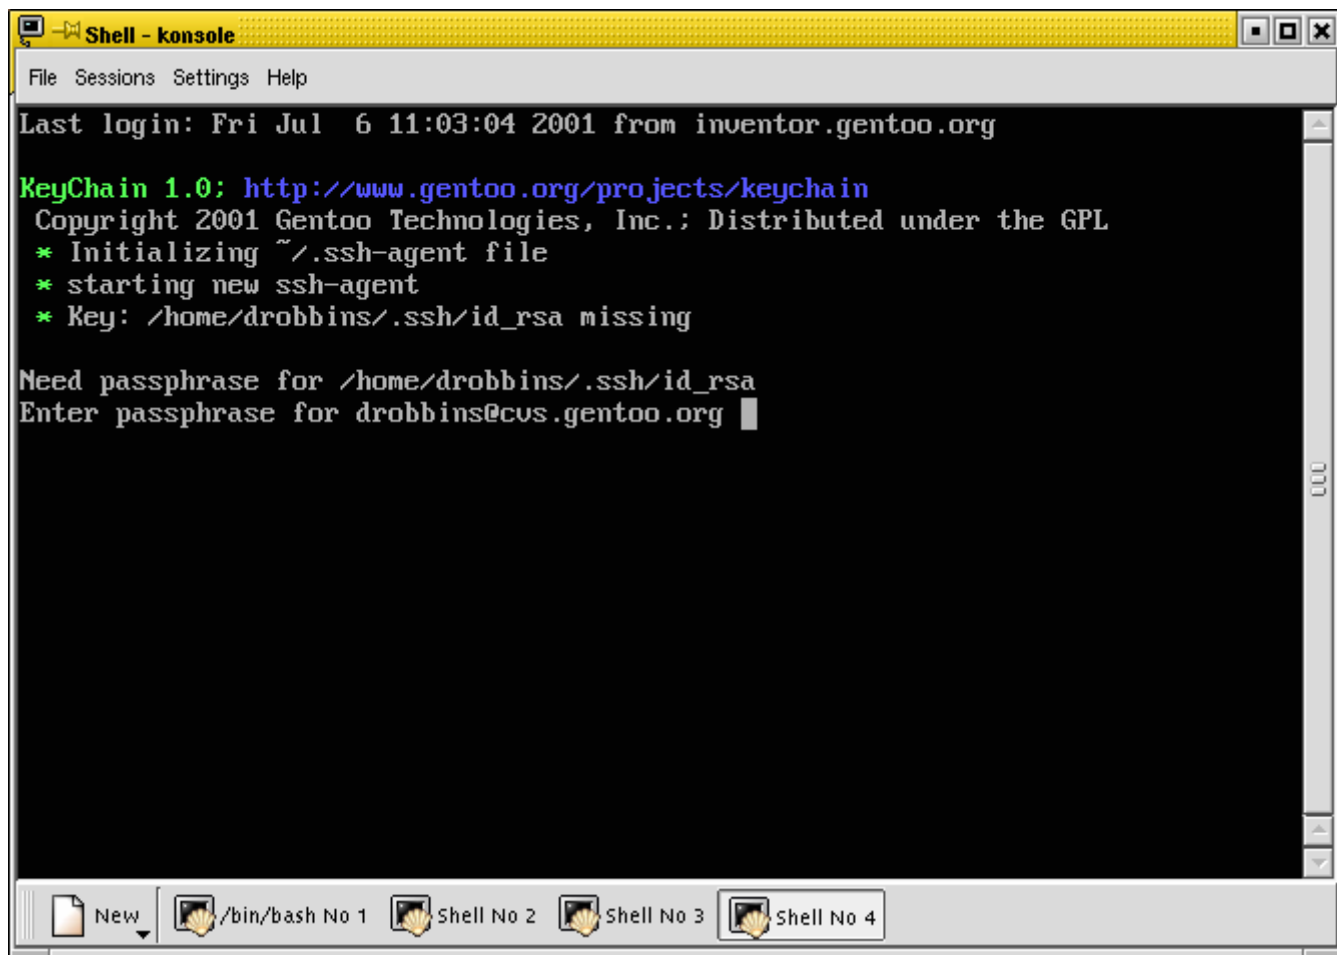 Shell - konsole
File Sessions Settings Help
Last login: Fri Jul  6 11:03:04 2001 from inventor.gentoo.org
KeyChain 1.0; http://www.gentoo.org/projects/keychain
Copyright 2001 Gentoo Technologies, Inc.; Distributed under the GPL
* Initializing ~/.ssh-agent file
* starting new ssh-agent
* Key: /home/drobbins/.ssh/id_rsa missing
Need passphrase for /home/drobbins/.ssh/id_rsa
Enter passphrase for drobbins@cvs.gentoo.org
New /bin/bash No 1 Shell No 2 Shell No 3 Shell No 4